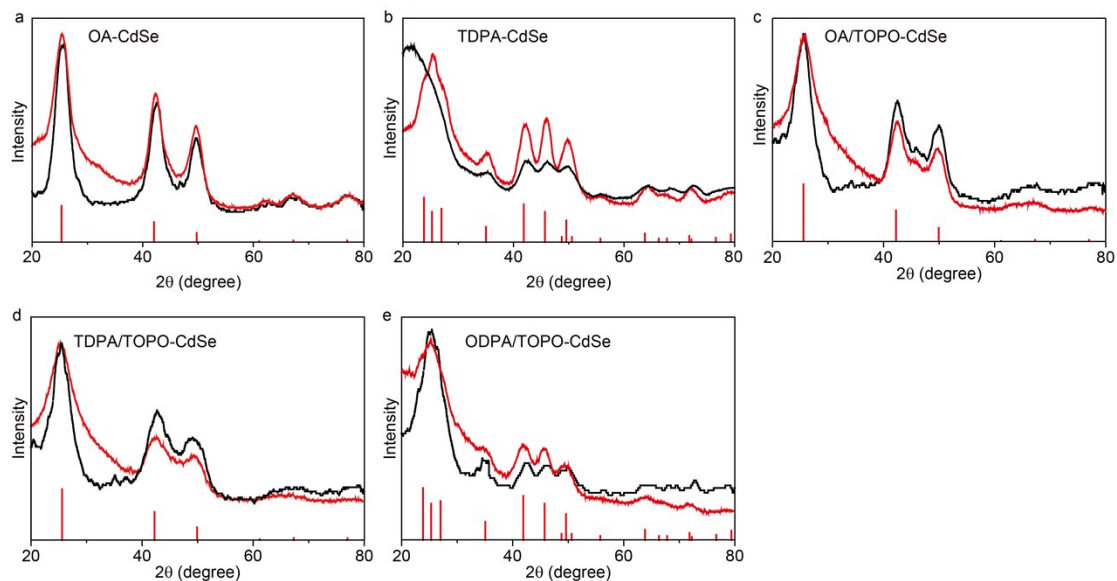 a
OA-CdSe
Intensity
20 40 60 80
2θ (degree)
b
TDPA-CdSe
Intensity
20 40 60 80
2θ (degree)
c
OA/TOPO-CdSe
Intensity
20 40 60 80
2θ (degree)
d
TDPA/TOPO-CdSe
Intensity
20 40 60 80
2θ (degree)
e
ODPA/TOPO-CdSe
Intensity
20 40 60 80
2θ (degree)